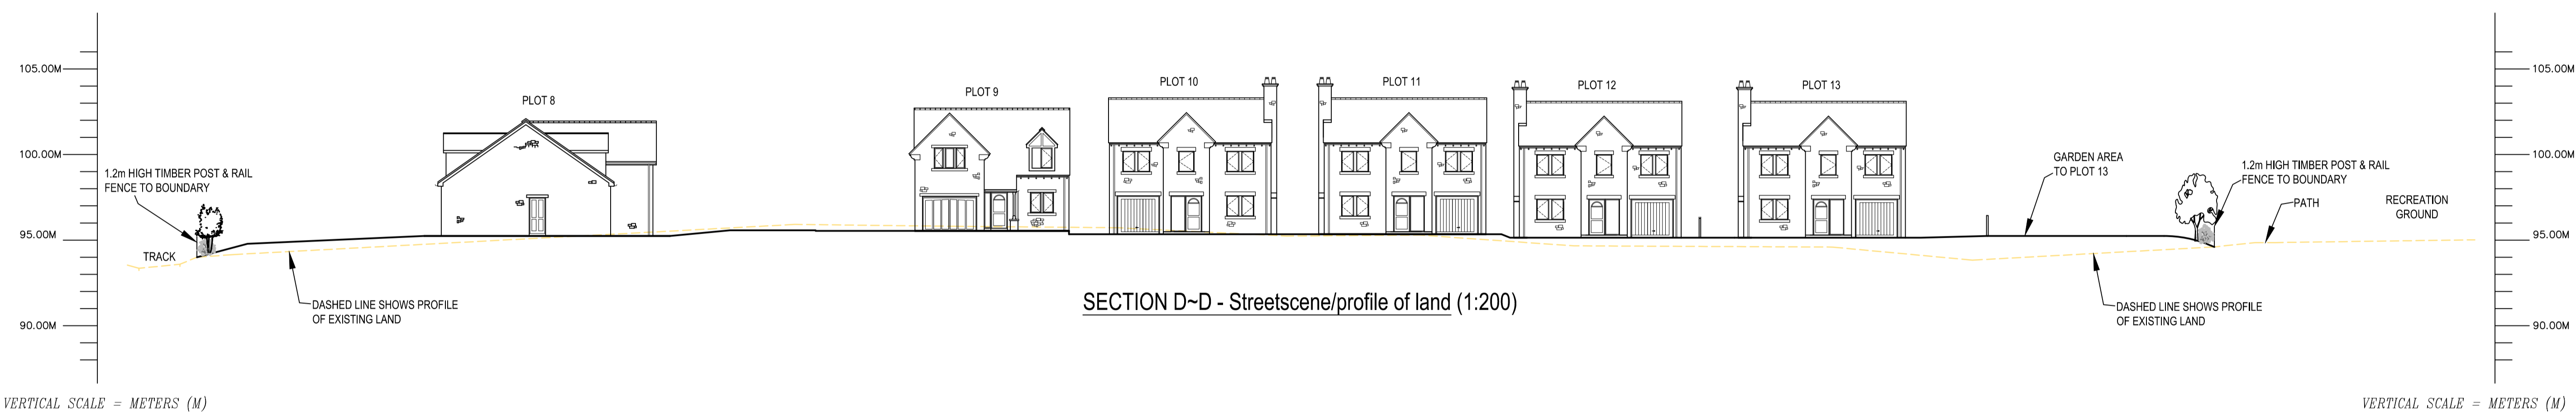 105.00M
100.00M
95.00M
90.00M
1.2m HIGH TIMBER POST & RAIL
FENCE TO BOUNDARY
TRACK
DASHED LINE SHOWS PROFILE
OF EXISTING LAND
PLOT 8
PLOT 9
PLOT 10
PLOT 11
PLOT 12
PLOT 13
SECTION D~D - Streetscene/profile of land (1:200)
GARDEN AREA
TO PLOT 13
1.2m HIGH TIMBER POST & RAIL
FENCE TO BOUNDARY
PATH
RECREATION
GROUND
DASHED LINE SHOWS PROFILE
OF EXISTING LAND
105.00M
100.00M
95.00M
90.00M
VERTICAL SCALE = METERS (M)
VERTICAL SCALE = METERS (M)